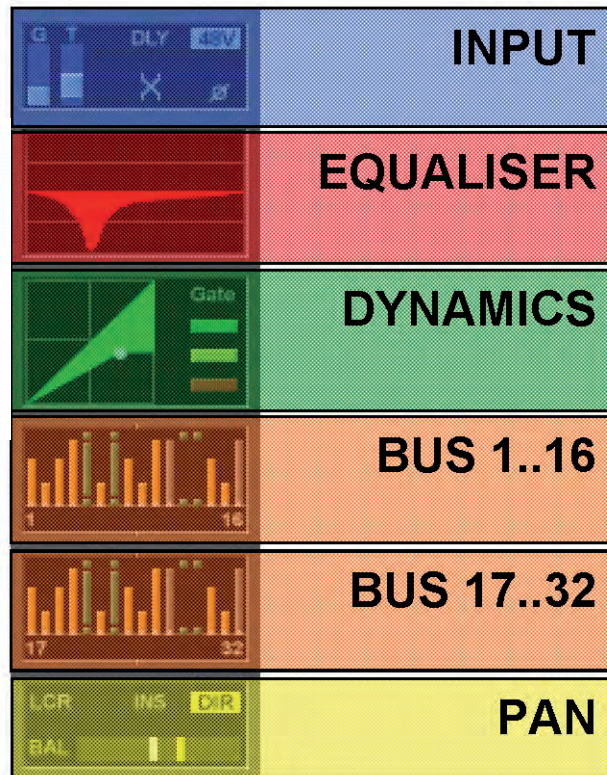 G T DLY 48V
INPUT
EQUALISER
Gate
DYNAMICS
1 16
BUS 1..16
17 32
BUS 17..32
LCR INS DIR
BAL
PAN